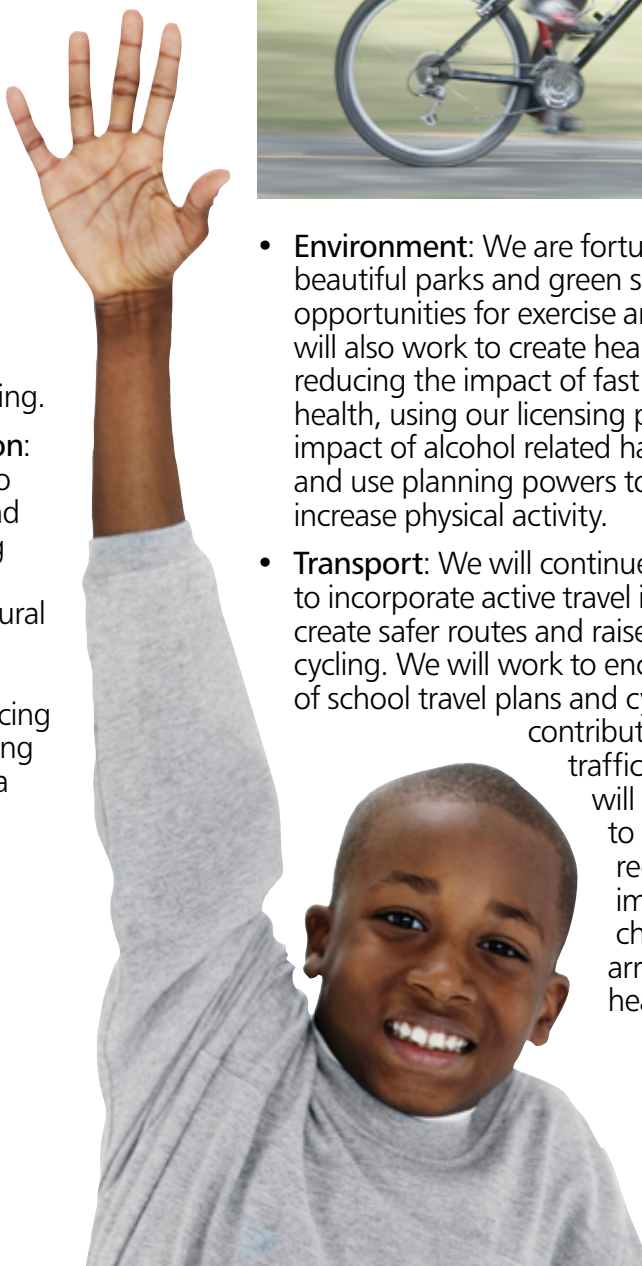 ing.
on:
o
nd
g
ural
cing
ng
a
• Environment: We are fortu
beautiful parks and green s
opportunities for exercise a
will also work to create hea
reducing the impact of fast
health, using our licensing p
impact of alcohol related ha
and use planning powers to
increase physical activity.
• Transport: We will continue
to incorporate active travel i
create safer routes and raise
cycling. We will work to enc
of school travel plans and cy
contribut
traffic
will
to
re
im
ch
arr
hea